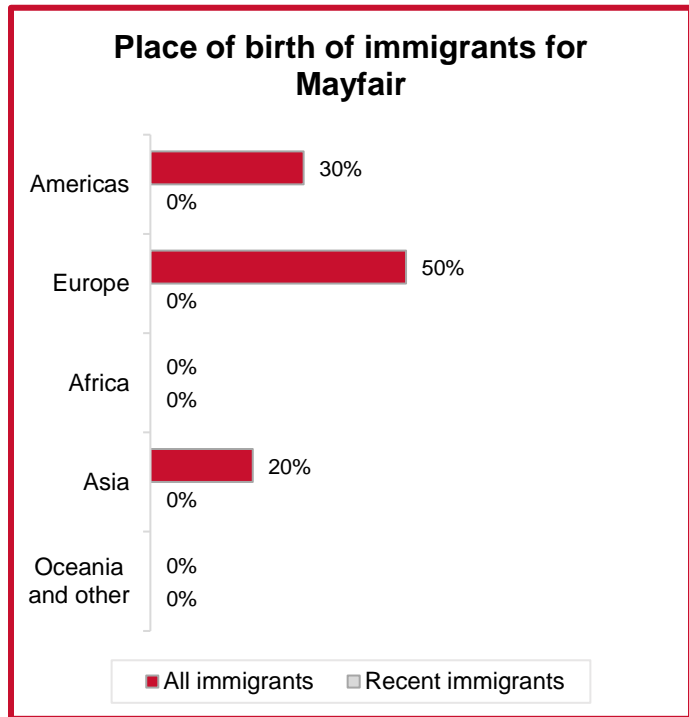 Place of birth of immigrants for
Mayfair
Americas
30%
0%
Europe
50%
0%
Africa
0%
0%
Asia
20%
0%
Oceania
and other
0%
0%
All immigrants
Recent immigrants